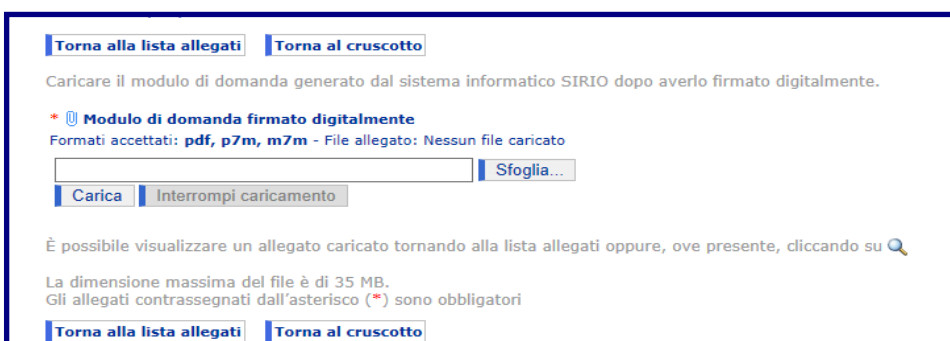 Torna alla lista allegati Torna al cruscotto
Caricare il modulo di domanda generato dal sistema informatico SIRIO dopo averlo firmato digitalmente.
* Modulo di domanda firmato digitalmente
Formati accettati: pdf, p7m, m7m - File allegato: Nessun file caricato
Sfoglia...
Carica Interrompi caricamento
È possibile visualizzare un allegato caricato tornando alla lista allegati oppure, ove presente, cliccando su
La dimensione massima del file è di 35 MB.
Gli allegati contrassegnati dall'asterisco (*) sono obbligatori
Torna alla lista allegati Torna al cruscotto